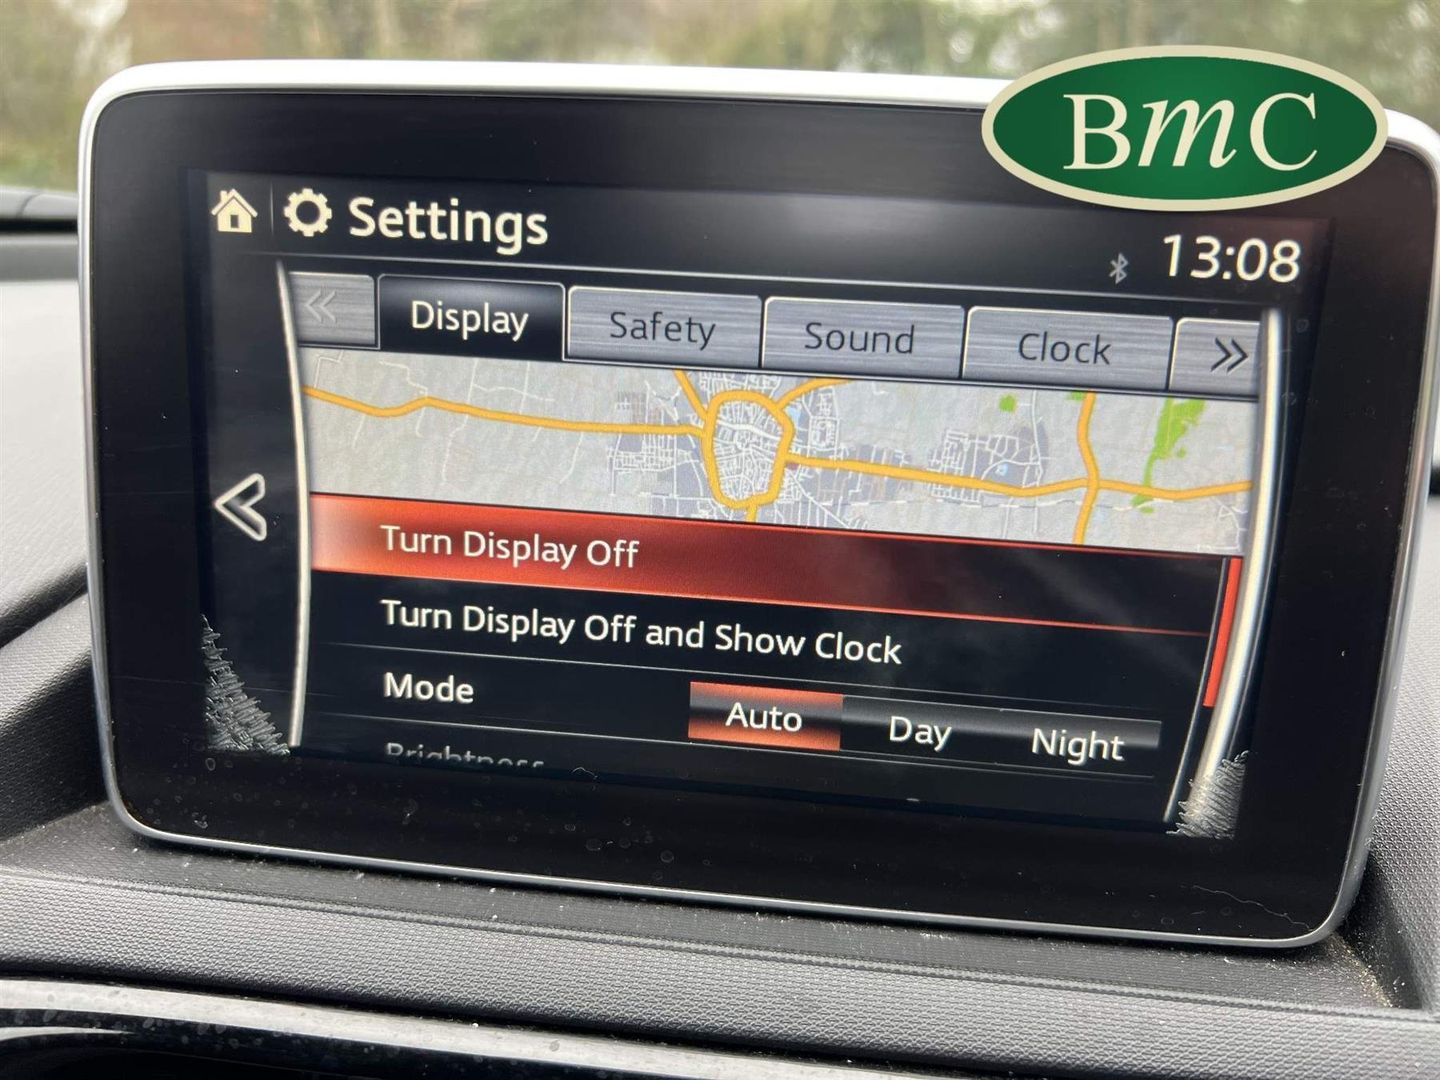 BmC
Settings
13:08
Display Safety Sound Clock
Turn Display Off
Turn Display Off and Show Clock
Mode Auto Day Night
Brightness